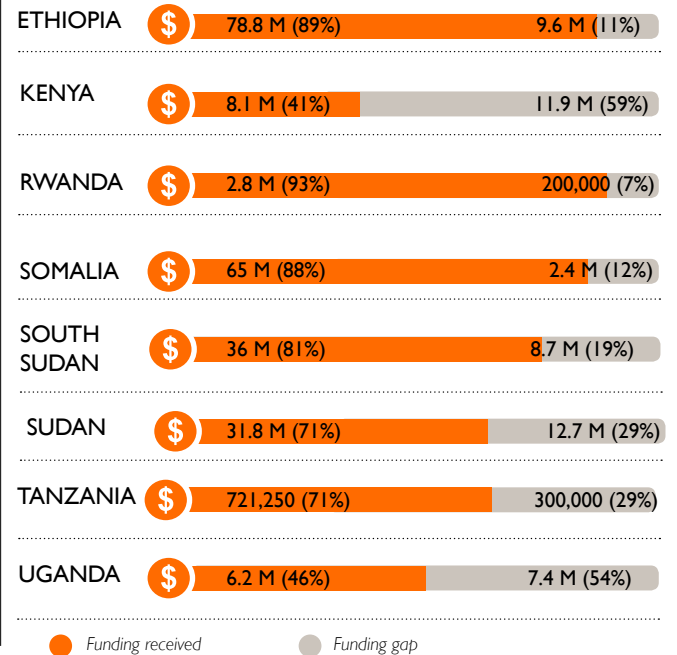 ETHIOPIA $ 78.8 M (89%) 9.6 M (11%)
KENYA $ 8.1 M (41%) 11.9 M (59%)
RWANDA $ 2.8 M (93%) 200,000 (7%)
SOMALIA $ 65 M (88%) 2.4 M (12%)
SOUTH
SUDAN $ 36 M (81%) 8.7 M (19%)
SUDAN $ 31.8 M (71%) 12.7 M (29%)
TANZANIA $ 721,250 (71%) 300,000 (29%)
UGANDA $ 6.2 M (46%) 7.4 M (54%)
Funding received Funding gap